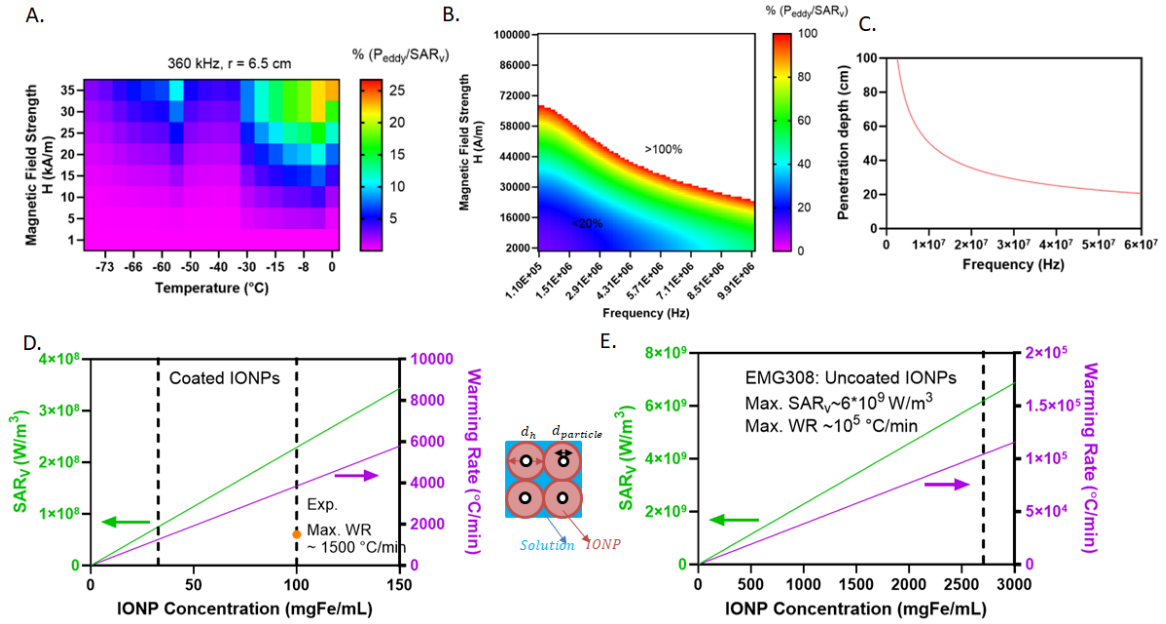 A.
360 kHz, r = 6.5 cm
% (Peddy/SARv)
Magnetic Field Strength
H (kA/m)
35
30
25
20
15
10
5
1
-73
-66
-60
-50
-40
-30
-15
-8
0
Temperature (°C)
25
20
15
10
5
B.
% (Peddy/SARv)
Magnetic Field Strength
H (A/m)
100000
86000
72000
58000
44000
30000
16000
2000
>100%
<20%
1.10E+05
1.51E+06
2.91E+06
4.31E+06
5.71E+06
7.11E+06
8.51E+06
9.91E+06
Frequency (Hz)
100
80
60
40
20
0
C.
Penetration depth (cm)
100
80
60
40
20
0
0
1×10⁷
2×10⁷
3×10⁷
4×10⁷
5×10⁷
6×10⁷
Frequency (Hz)
D.
SARV (W/m³)
4×10⁸
3×10⁸
2×10⁸
1×10⁸
0
Coated IONPs
Exp.
Max. WR
~ 1500 °C/min
0
50
100
150
IONP Concentration (mgFe/mL)
10000
8000
6000
4000
2000
0
Warming Rate (°C/min)
dh
dparticle
Solution
IONP
E.
SARV (W/m³)
8×10⁹
6×10⁹
4×10⁹
2×10⁹
0
EMG308: Uncoated IONPs
Max. SARv~6*10⁹ W/m³
Max. WR ~10⁵ °C/min
0
500
1000
1500
2000
2500
3000
IONP Concentration (mgFe/mL)
2×10⁵
1.5×10⁵
1×10⁵
5×10⁴
0
Warming Rate (°C/min)